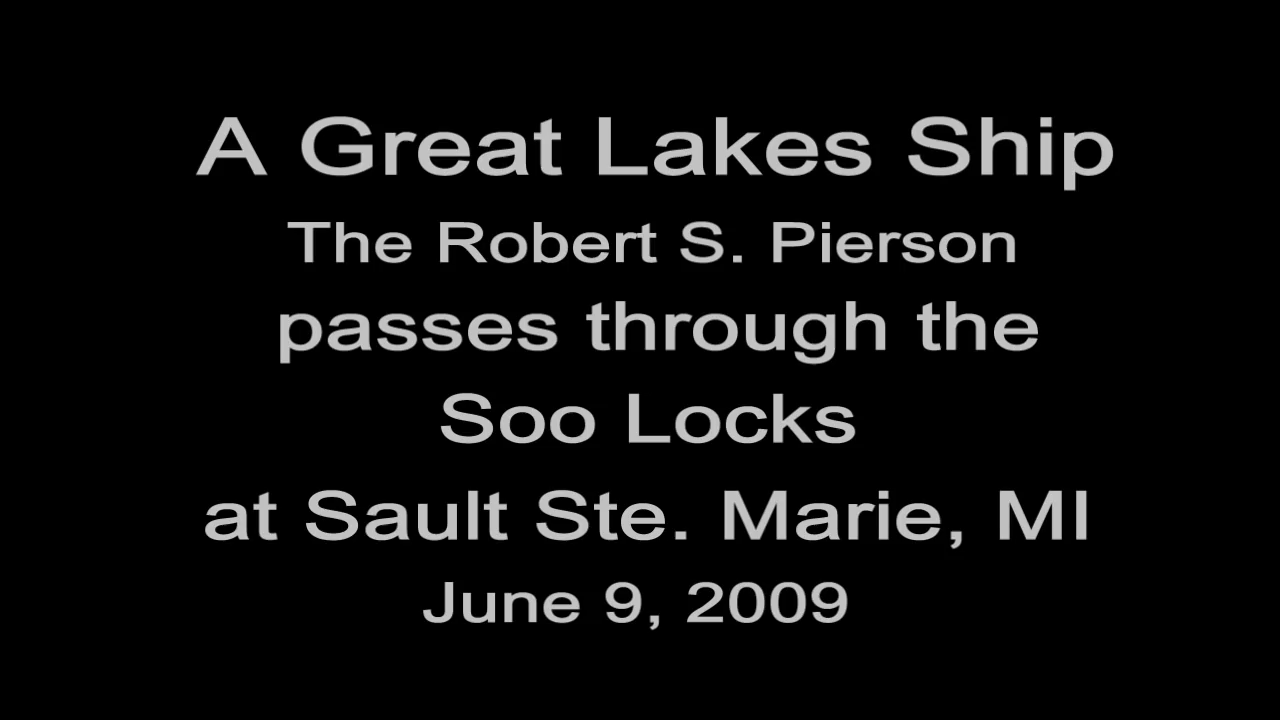 A Great Lakes Ship
The Robert S. Pierson
passes through the
Soo Locks
at Sault Ste. Marie, MI
June 9, 2009